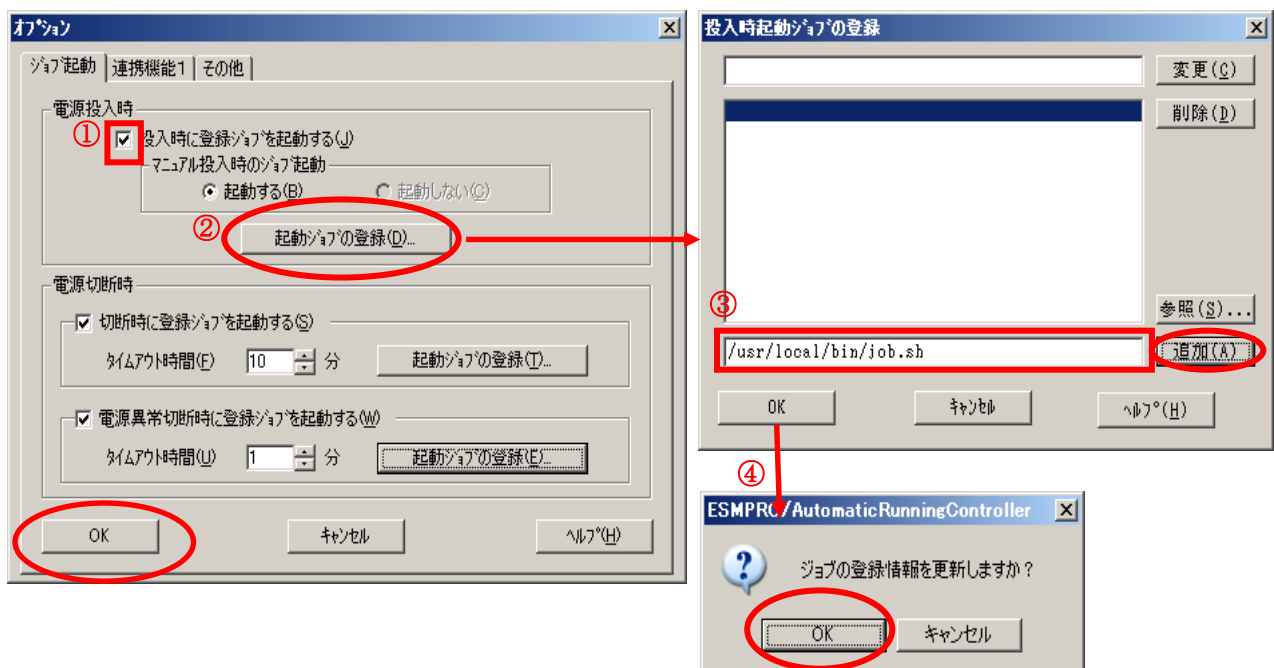 オプション
ジョブ起動 連携機能1 その他
電源投入時
① 投入時に登録ジョブを起動する(J)
マニュアル投入時のジョブ起動
起動する(B) 起動しない(C)
② 起動ジョブの登録(D)...
電源切断時
切断時に登録ジョブを起動する(S)
タイムアウト時間(F) 10 分 起動ジョブの登録(T)...
電源異常切断時に登録ジョブを起動する(W)
タイムアウト時間(U) 1 分 起動ジョブの登録(E)...
OK キャンセル ヘルプ(H)
投入時起動ジョブの登録
変更(C)
削除(D)
③
参照(S)...
/usr/local/bin/job.sh 追加(A)
OK キャンセル ヘルプ(H)
④
ESMPRO/AutomaticRunningController
ジョブの登録情報を更新しますか？
OK キャンセル